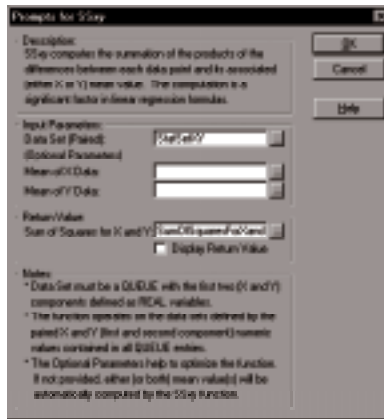 Prompts for SSxy
OK
Cancel
Help
Description:
SSxy computes the summation of the products of the
differences between each data point and its associated
(either X or Y) mean value. The computation is a
significant factor in linear regression formulas.
Input Parameters:
Data Set (Paired):
StatSetXY
(Optional Parameters)
Mean of X Data:
Mean of Y Data:
Return Value
Sum of Squares for X and Y:
SumOfSquaresForXand
Display Return Value
Notes:
* Data Set must be a QUEUE with the first two (X and Y)
components defined as REAL variables.
* The function operates on the data sets defined by the
paired X and Y (first and second component) numeric
values contained in all QUEUE entries.
* The Optional Parameters help to optimize the function.
If not provided, either (or both) mean value(s) will be
automatically computed by the SSxy function.